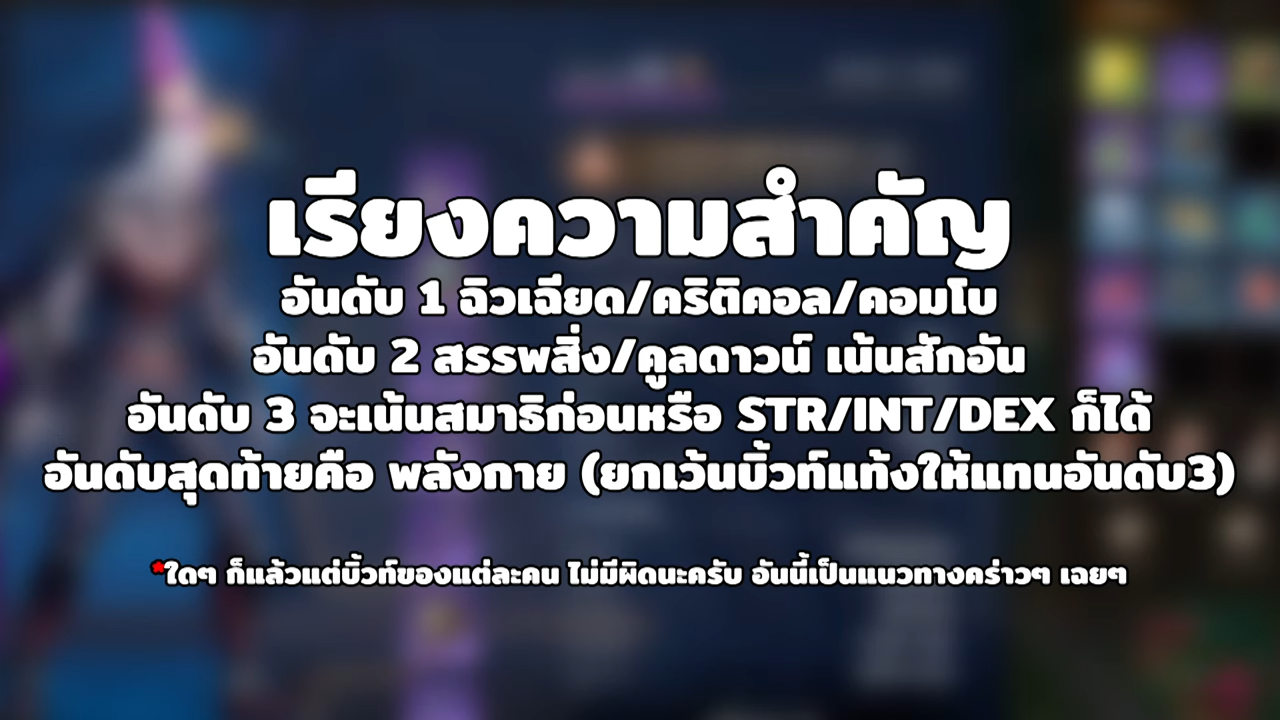 เรียงความสำคัญ
อันดับ 1 ฉิวเฉียด/คริติคอล/คอมโบ
อันดับ 2 สรรพสิ่ง/คูลดาวน์ เน้นสักอัน
อันดับ 3 จะเน้นสมาธิก่อนหรือ STR/INT/DEX ก็ได้
อันดับสุดท้ายคือ พลังกาย (ยกเว้นบิ้วท์แท้งให้แทนอันดับ3)
*ใดๆ ก็แล้วแต่บิ้วท์ของแต่ละคน ไม่มีผิดนะครับ อันนี้เป็นแนวทางคร่าวๆ เฉยๆ